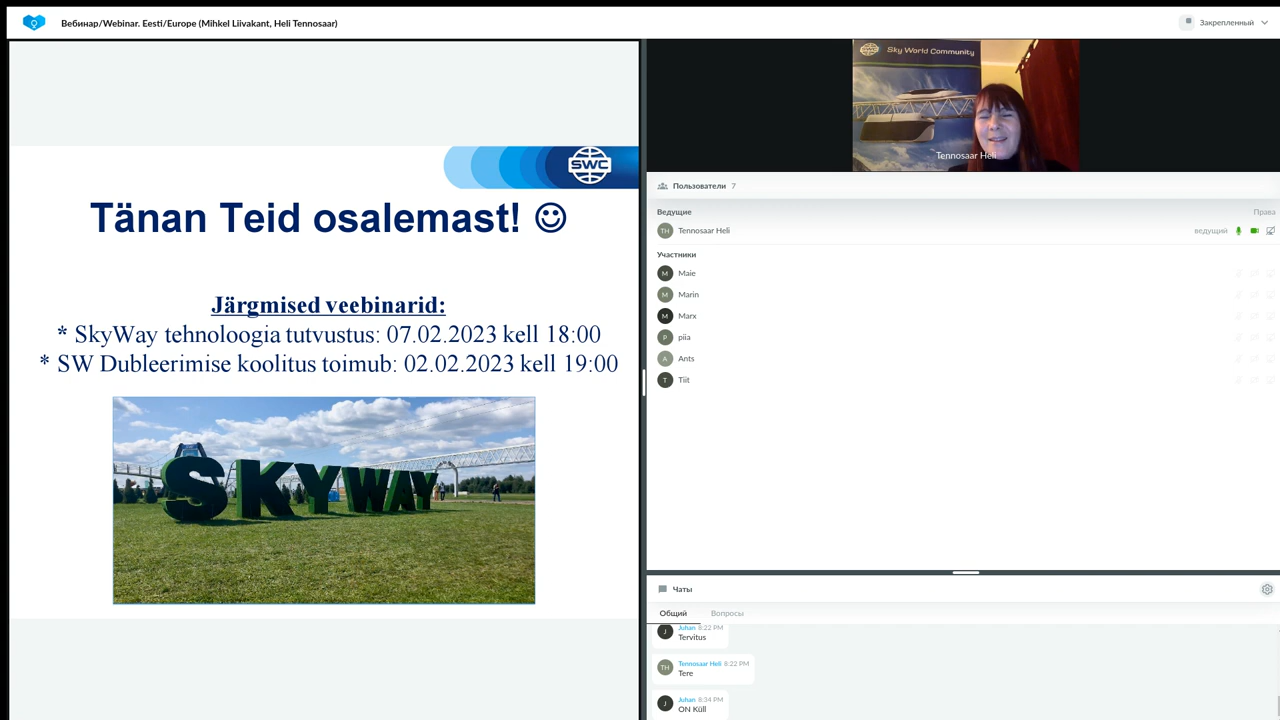 Вебинар/Webinar. Eesti/Europe (Mihkel Liivakant, Heli Tennosaar)
Закрепленный
SWC
Tänan Teid osalemast! ☺
Järgmised veebinarid:
* SkyWay tehnoloogia tutvustus: 07.02.2023 kell 18:00
* SW Dubleerimise koolitus toimub: 02.02.2023 kell 19:00
SKYWAY
Sky World Community
Tennosaar Heli
Пользователи 7
Ведущие
Права
TH Tennosaar Heli ведущий
Участники
M Maie
M Marin
M Marx
P piia
A Ants
T Tiit
Чаты
Общий Вопросы
Juhan 8:22 PM
J Tervitus
Tennosaar Heli 8:22 PM
TH Tere
Juhan 8:34 PM
J ON Küll